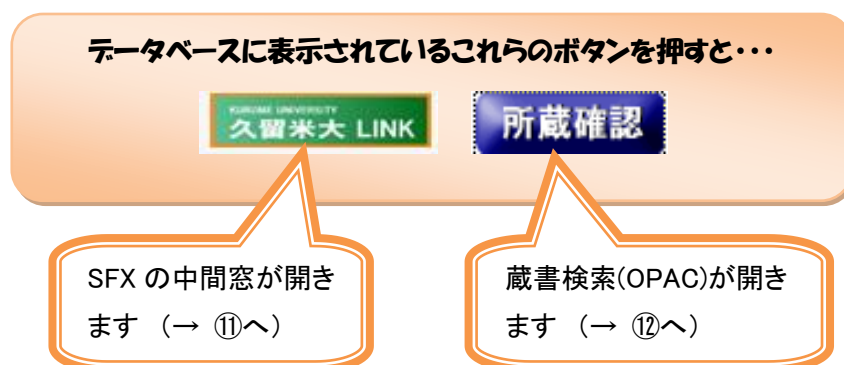 データベースに表示されているこれらのボタンを押すと・・・
KURUME UNIVERSITY
久留米大 LINK
所蔵確認
SFX の中間窓が開き
ます （→ ⑪へ）
蔵書検索(OPAC)が開き
ます （→ ⑫へ）